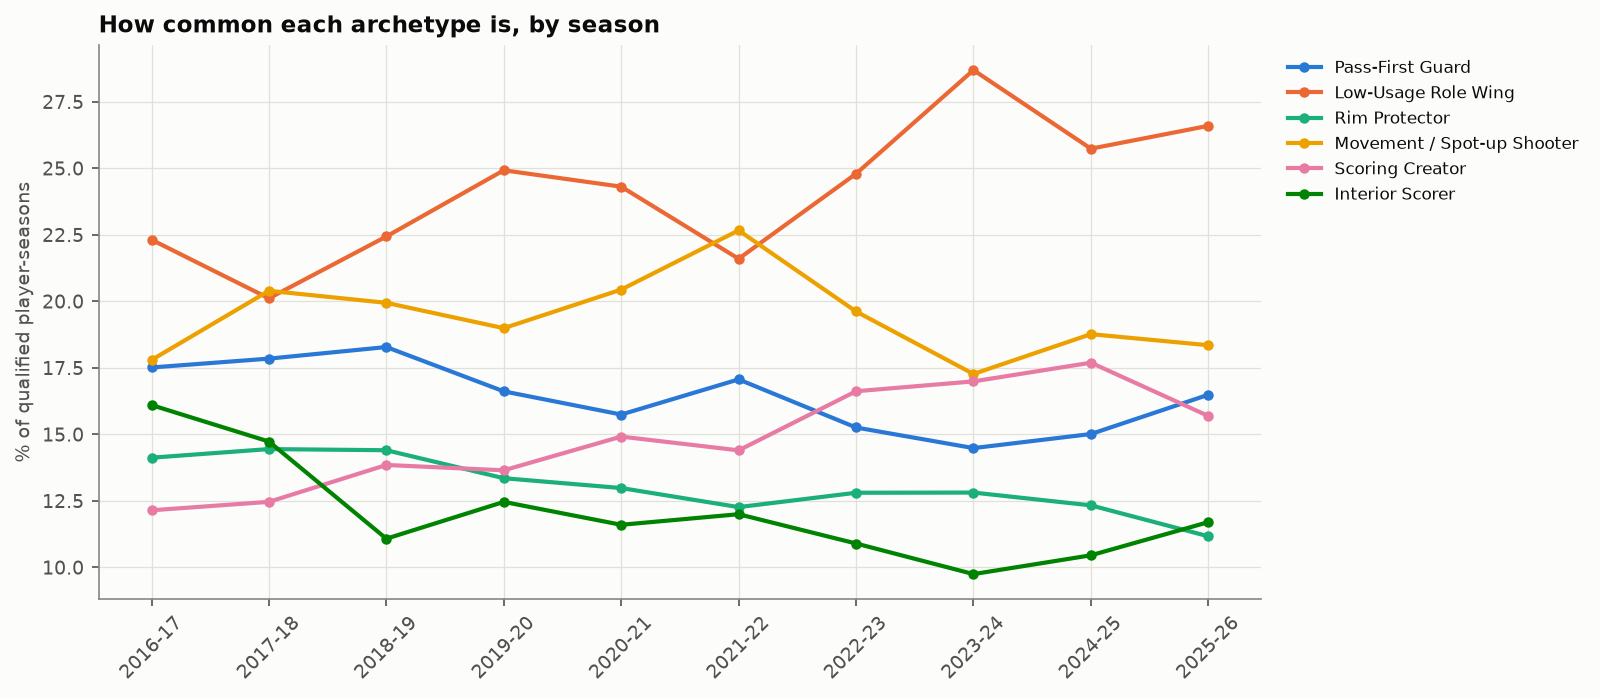 How common each archetype is, by season
% of qualified player-seasons
27.5
25.0
22.5
20.0
17.5
15.0
12.5
10.0
2016-17
2017-18
2018-19
2019-20
2020-21
2021-22
2022-23
2023-24
2024-25
2025-26
Pass-First Guard
Low-Usage Role Wing
Rim Protector
Movement / Spot-up Shooter
Scoring Creator
Interior Scorer